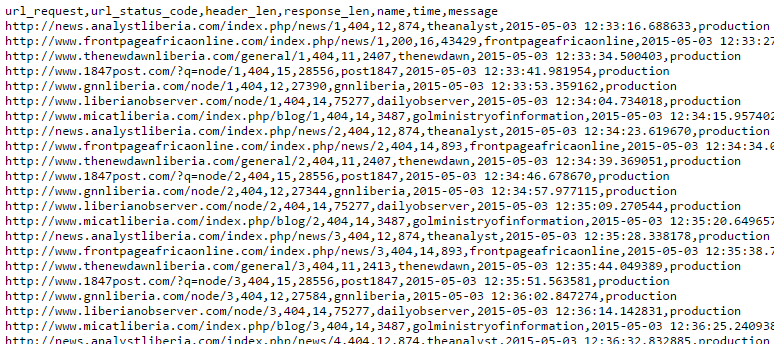 url_request,url_status_code,header_len,response_len,name,time,message
http://news.analystliberia.com/index.php/news/1,404,12,874,theanalyst,2015-05-03 12:33:16.688633,production
http://www.frontpageafricaonline.com/index.php/news/1,200,16,43429,frontpageafricaonline,2015-05-03 12:33:27
http://www.thenewdawnliberia.com/general/1,404,11,2407,thenewdawn,2015-05-03 12:33:34.500403,production
http://www.1847post.com/?q=node/1,404,15,28556,post1847,2015-05-03 12:33:41.981954,production
http://www.gnnliberia.com/node/1,404,12,27390,gnnliberia,2015-05-03 12:33:53.359162,production
http://www.liberianobserver.com/node/1,404,14,75277,dailyobserver,2015-05-03 12:34:04.734018,production
http://www.micatliberia.com/index.php/blog/1,404,14,3487,golministryofinformation,2015-05-03 12:34:15.957402
http://news.analystliberia.com/index.php/news/2,404,12,874,theanalyst,2015-05-03 12:34:23.619670,production
http://www.frontpageafricaonline.com/index.php/news/2,404,14,893,frontpageafricaonline,2015-05-03 12:34:34.0
http://www.thenewdawnliberia.com/general/2,404,11,2407,thenewdawn,2015-05-03 12:34:39.369051,production
http://www.1847post.com/?q=node/2,404,15,28556,post1847,2015-05-03 12:34:46.678670,production
http://www.gnnliberia.com/node/2,404,12,27344,gnnliberia,2015-05-03 12:34:57.977115,production
http://www.liberianobserver.com/node/2,404,14,75277,dailyobserver,2015-05-03 12:35:09.270544,production
http://www.micatliberia.com/index.php/blog/2,404,14,3487,golministryofinformation,2015-05-03 12:35:20.649657
http://news.analystliberia.com/index.php/news/3,404,12,874,theanalyst,2015-05-03 12:35:28.338178,production
http://www.frontpageafricaonline.com/index.php/news/3,404,14,893,frontpageafricaonline,2015-05-03 12:35:38.7
http://www.thenewdawnliberia.com/general/3,404,11,2413,thenewdawn,2015-05-03 12:35:44.049389,production
http://www.1847post.com/?q=node/3,404,15,28556,post1847,2015-05-03 12:35:51.563581,production
http://www.gnnliberia.com/node/3,404,12,27584,gnnliberia,2015-05-03 12:36:02.847274,production
http://www.liberianobserver.com/node/3,404,14,75277,dailyobserver,2015-05-03 12:36:14.142831,production
http://www.micatliberia.com/index.php/blog/3,404,14,3487,golministryofinformation,2015-05-03 12:36:25.240938
http://news.analystliberia.com/index.php/news/4,404,12,874,theanalyst,2015-05-03 12:36:32.832885,production